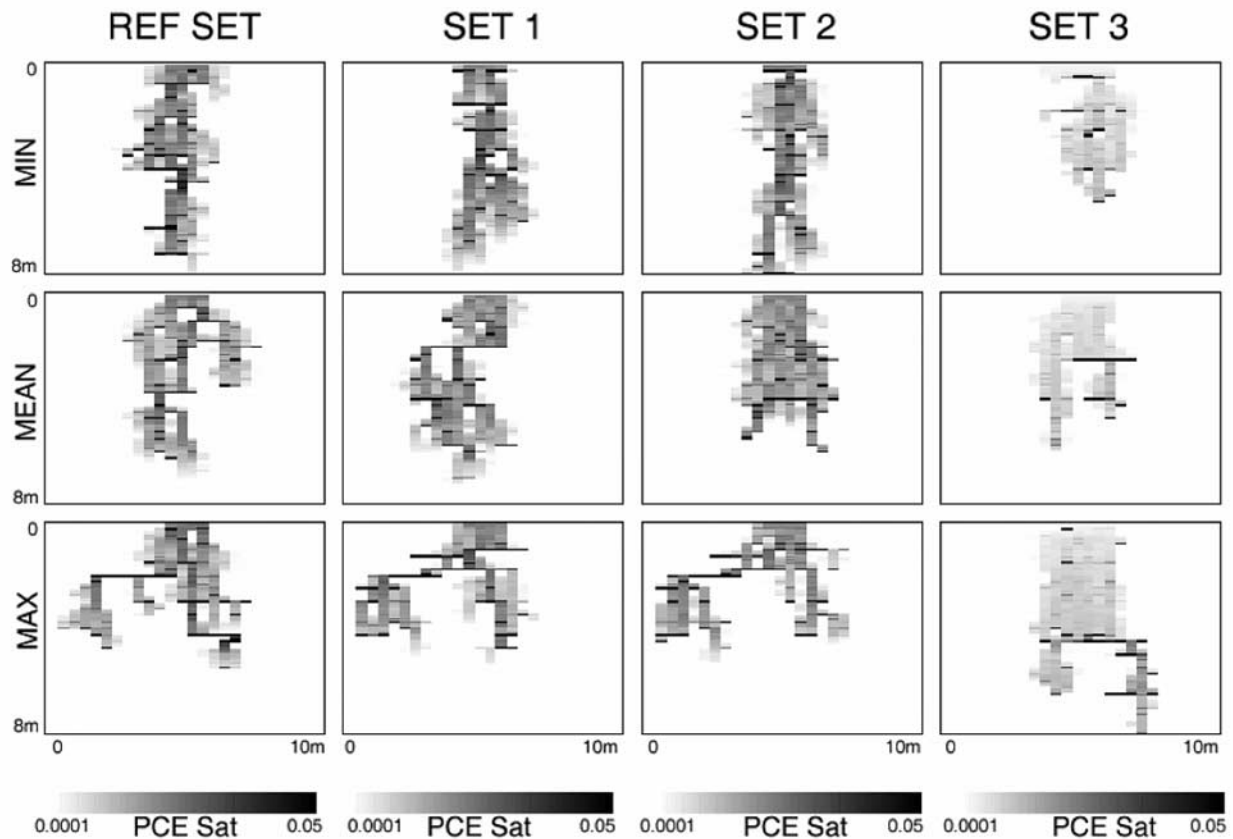 REF SET SET 1 SET 2 SET 3
0
MIN
8m
0
MEAN
8m
0
MAX
8m
0 10m 0 10m 0 10m 0 10m
0.0001 PCE Sat 0.05 0.0001 PCE Sat 0.05 0.0001 PCE Sat 0.05 0.0001 PCE Sat 0.05